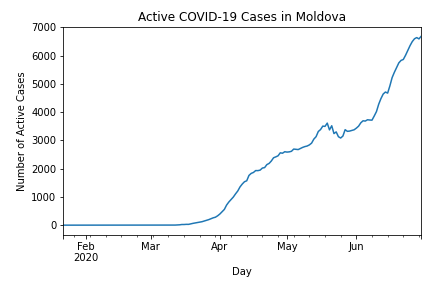 Active COVID-19 Cases in Moldova
Number of Active Cases
7000
6000
5000
4000
3000
2000
1000
0
Feb
2020
Mar
Apr
May
Jun
Day